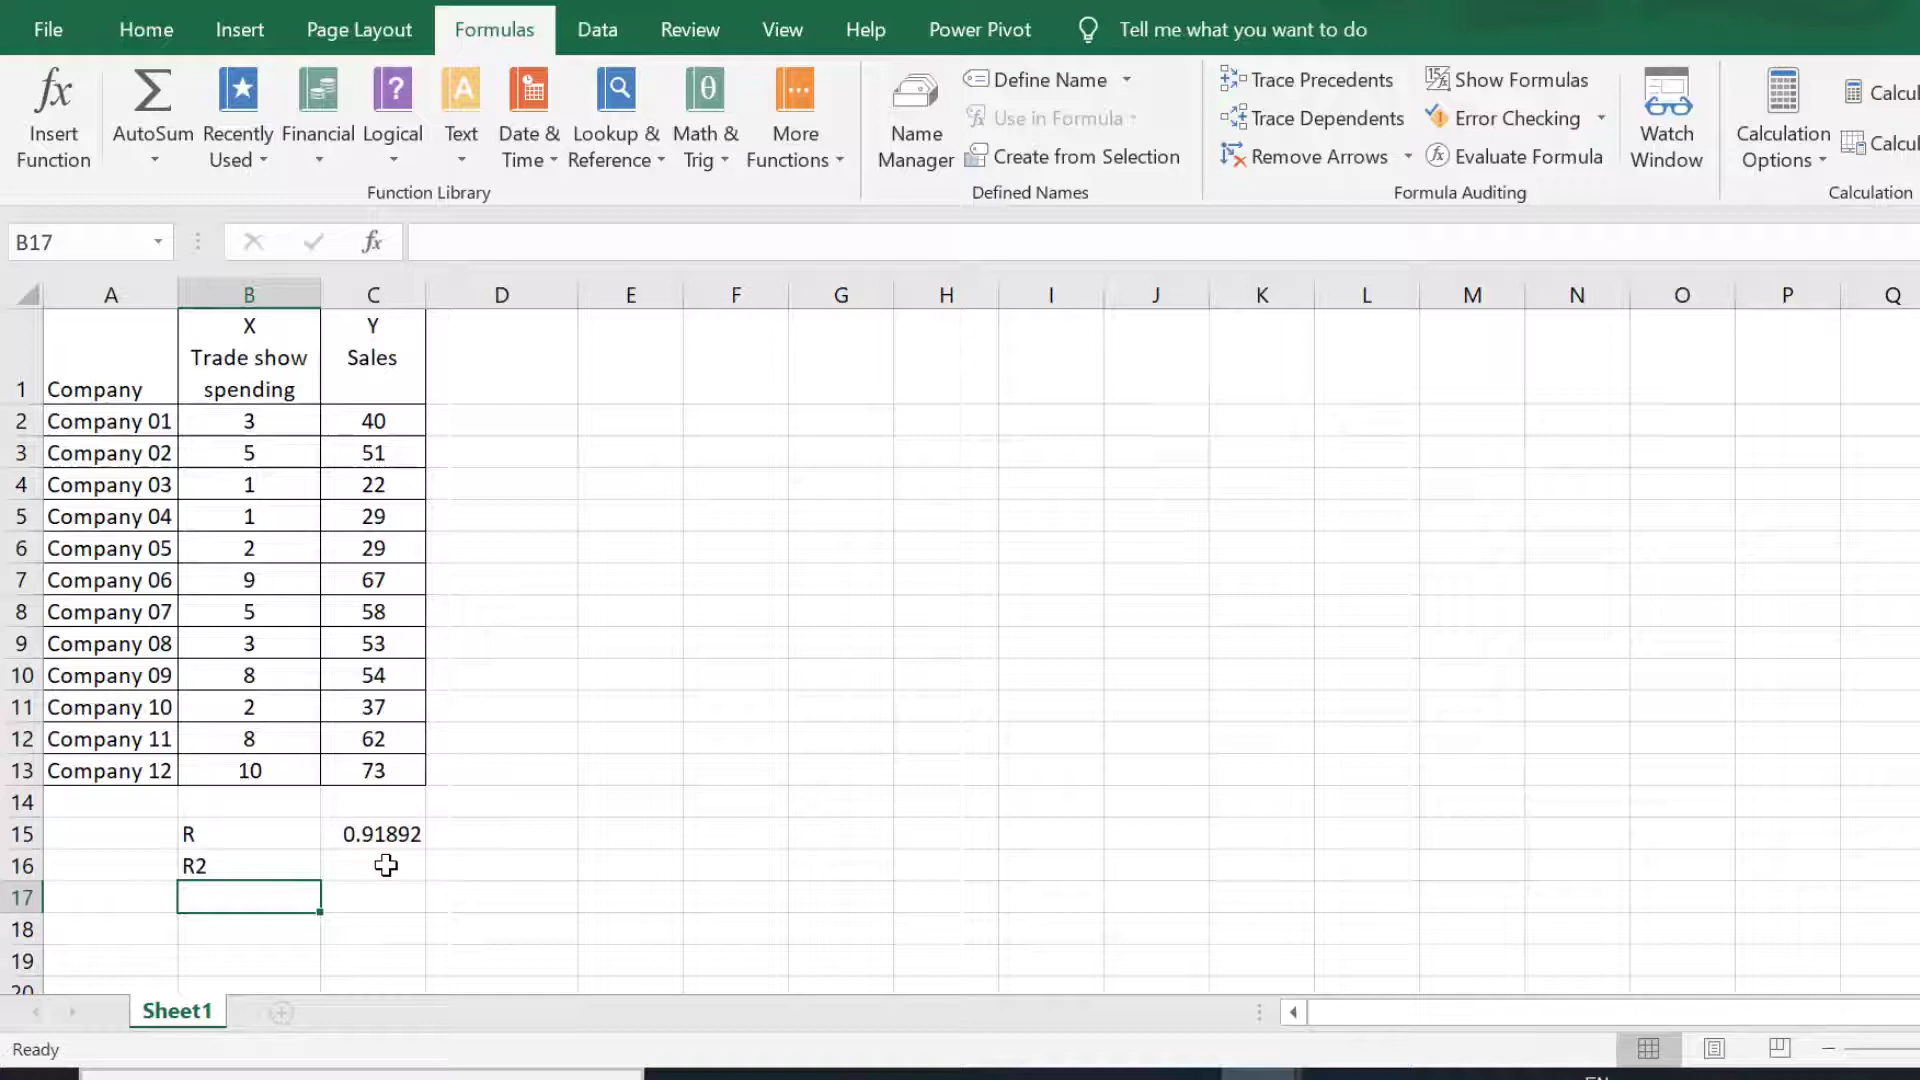 File Home Insert Page Layout Formulas Data Review View Help Power Pivot Tell me what you want to do
fx Insert Function
AutoSum
Recently Used
Financial
Logical
Text
Date & Time
Lookup & Reference
Math & Trig
More Functions
Function Library
Name Manager
Define Name
Use in Formula
Create from Selection
Defined Names
Trace Precedents
Trace Dependents
Remove Arrows
Show Formulas
Error Checking
Evaluate Formula
Formula Auditing
Watch Window
Calculation Options
Calcul
Calcul
Calculation
B17 fx
A B C D E F G H I J K L M N O P Q
X Y
Trade show Sales
1 Company spending
2 Company 01 3 40
3 Company 02 5 51
4 Company 03 1 22
5 Company 04 1 29
6 Company 05 2 29
7 Company 06 9 67
8 Company 07 5 58
9 Company 08 3 53
10 Company 09 8 54
11 Company 10 2 37
12 Company 11 8 62
13 Company 12 10 73
14
15 R 0.91892
16 R2
17
18
19
20
Sheet1
Ready